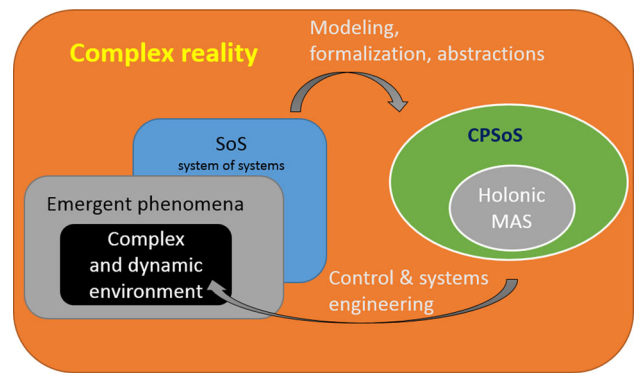 Complex reality
Modeling,
formalization, abstractions
SoS
system of systems
Emergent phenomena
Complex
and dynamic
environment
CPSoS
Holonic
MAS
Control & systems
engineering